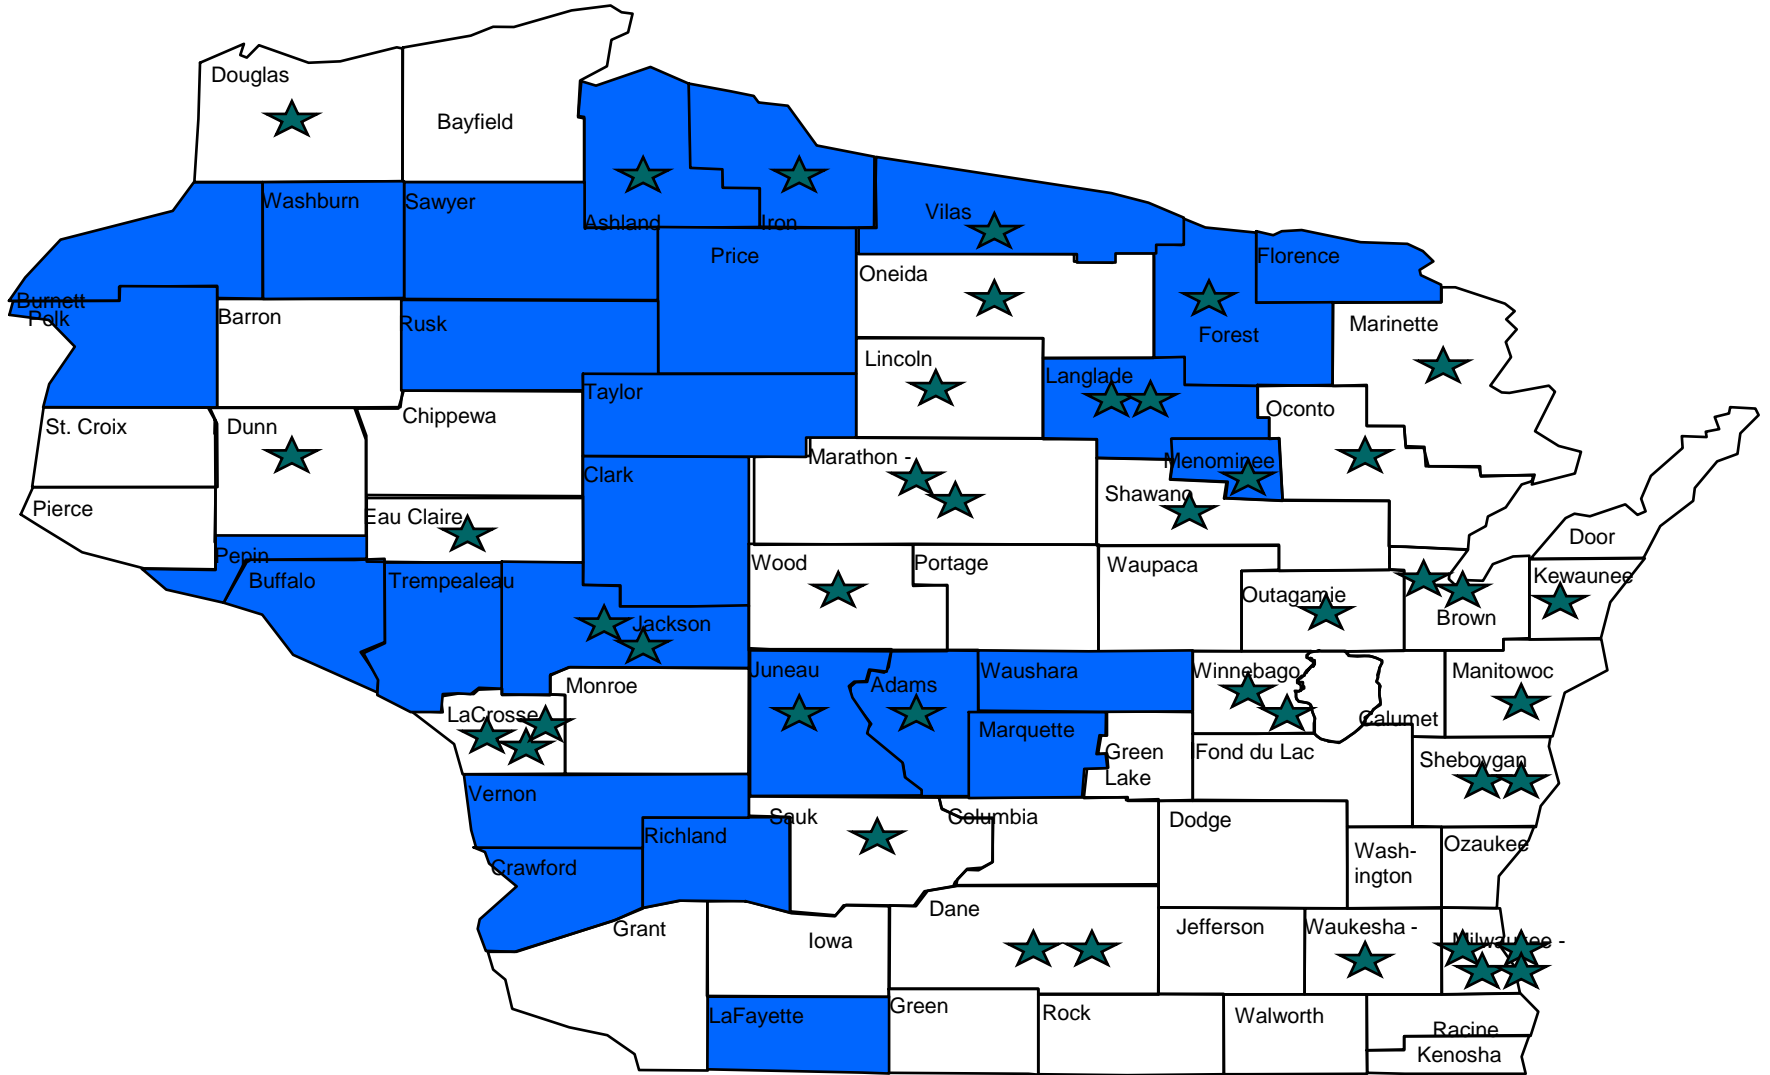 Douglas
Bayfield
Washburn
Sawyer
Ashland
Iron
Vilas
Price
Florence
Oneida
Burnett
Polk
Barron
Rusk
Forest
Marinette
Lincoln
Langlade
Taylor
Chippewa
Oconto
St. Croix
Dunn
Marathon -
Menominee
Clark
Shawano
Pierce
Eau Claire
Door
Pepin
Buffalo
Trempealeau
Wood
Portage
Waupaca
Kewaunee
Outagamie
Brown
Jackson
Juneau
Adams
Waushara
Winnebago
Manitowoc
Monroe
LaCrosse
Calumet
Marquette
Green
Lake
Fond du Lac
Sheboygan
Vernon
Sauk
Columbia
Dodge
Richland
Ozaukee
Wash-
ington
Crawford
Dane
Grant
Iowa
Jefferson
Waukesha -
Milwaukee -
LaFayette
Green
Rock
Walworth
Racine
Kenosha